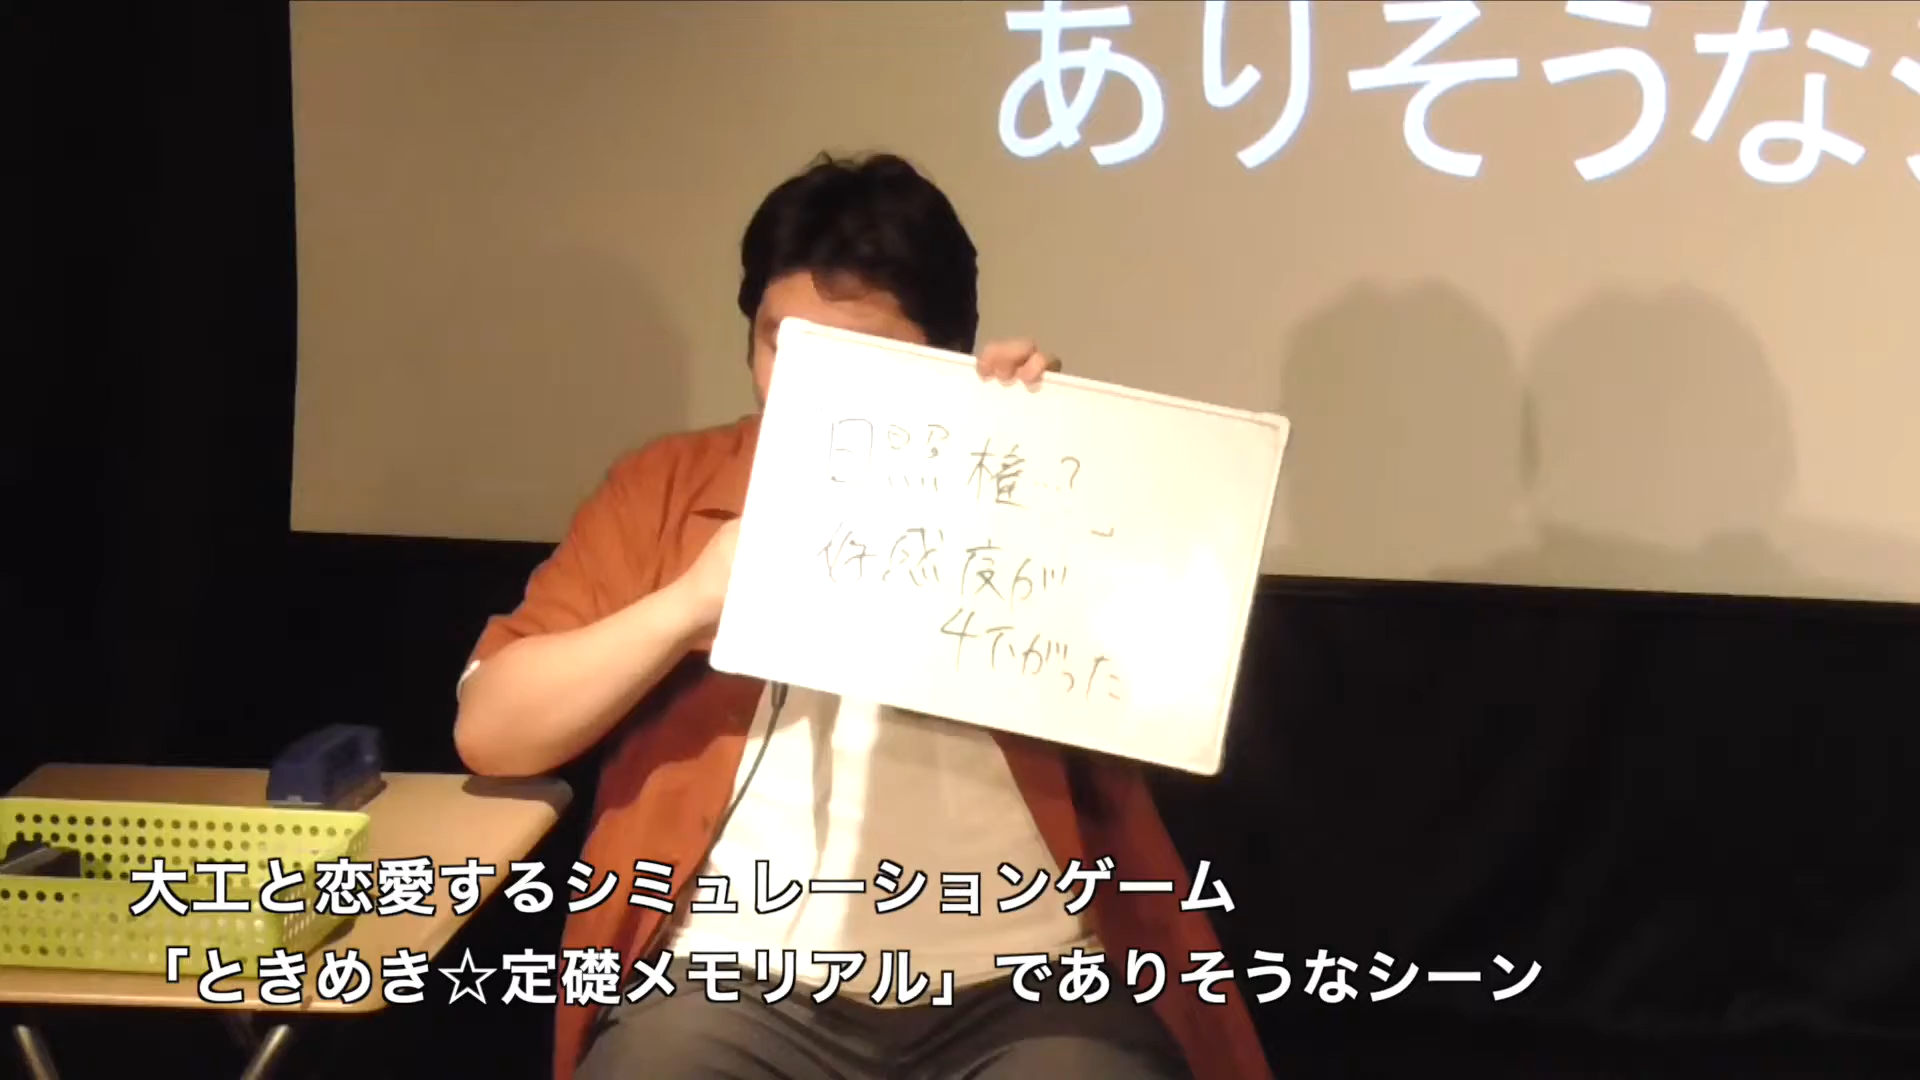 ありそうなシ
日照権…?」
好感度が
4下がった
大工と恋愛するシミュレーションゲーム
「ときめき☆定礎メモリアル」でありそうなシーン